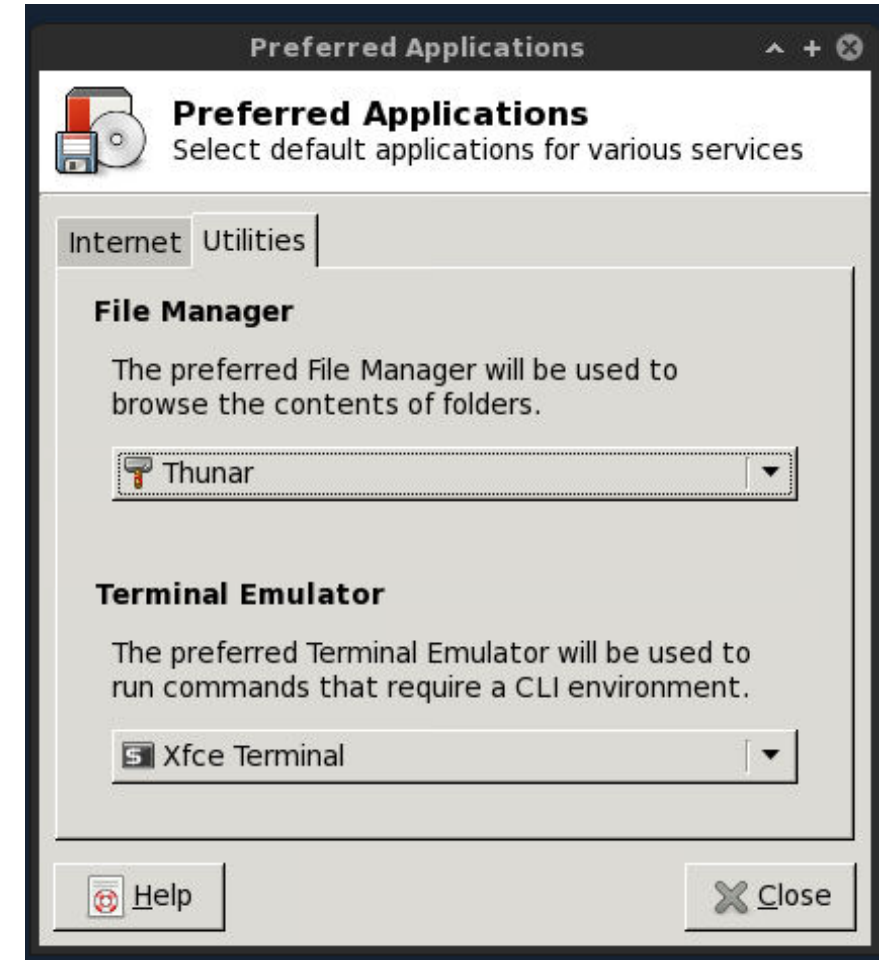 Preferred Applications
Preferred Applications
Select default applications for various services
Internet
Utilities
File Manager
The preferred File Manager will be used to
browse the contents of folders.
Thunar
Terminal Emulator
The preferred Terminal Emulator will be used to
run commands that require a CLI environment.
Xfce Terminal
Help
Close